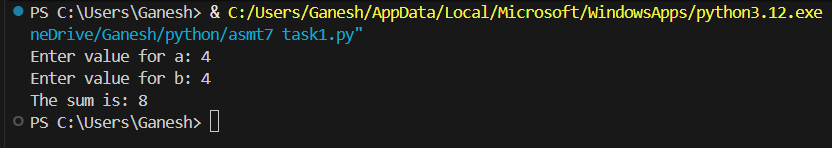 PS C:\Users\Ganesh> & C:/Users/Ganesh/AppData/Local/Microsoft/WindowsApps/python3.12.exe
neDrive/Ganesh/python/asmt7 task1.py"
Enter value for a: 4
Enter value for b: 4
The sum is: 8
PS C:\Users\Ganesh>